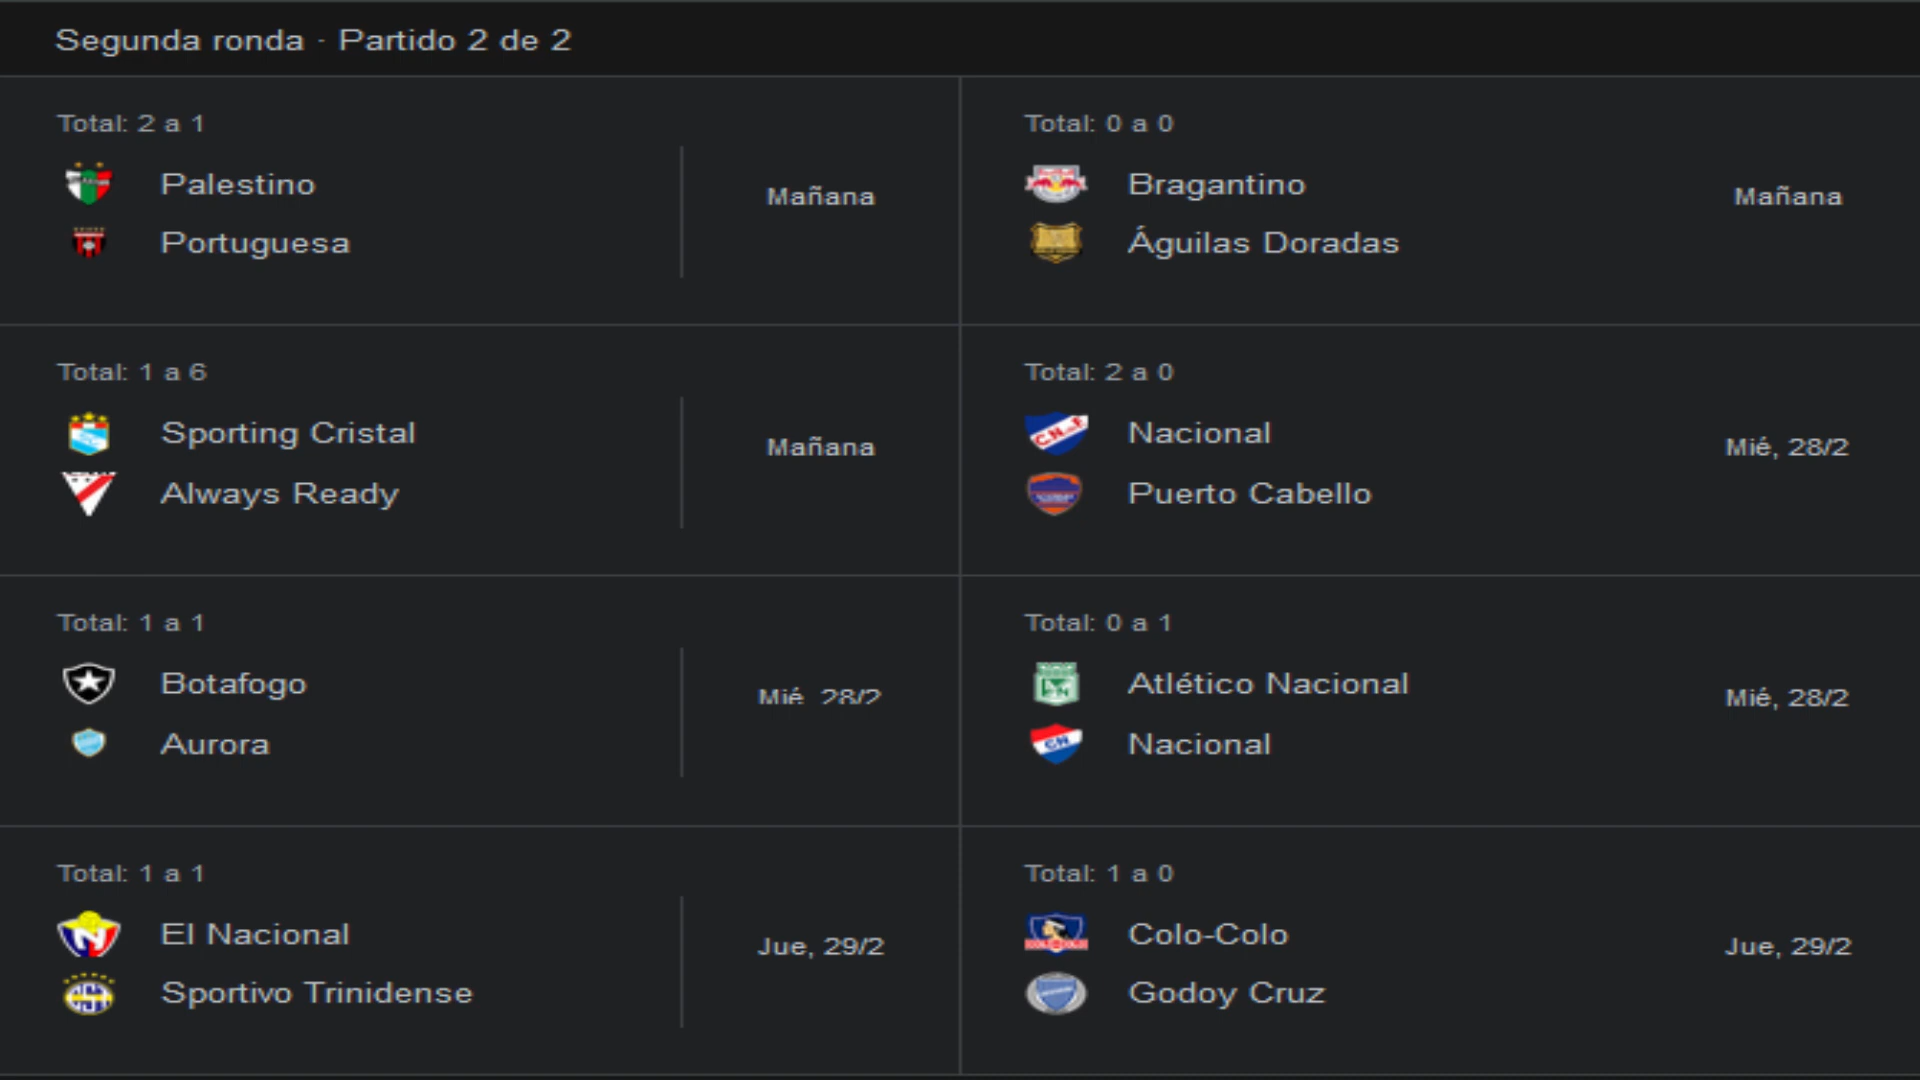 Segunda ronda · Partido 2 de 2
Total: 2 a 1
Palestino
Portuguesa
Mañana
Total: 0 a 0
Bragantino
Águilas Doradas
Mañana
Total: 1 a 6
Sporting Cristal
Always Ready
Mañana
Total: 2 a 0
Nacional
Puerto Cabello
Mié, 28/2
Total: 1 a 1
Botafogo
Aurora
Mié, 28/2
Total: 0 a 1
Atlético Nacional
Nacional
Mié, 28/2
Total: 1 a 1
El Nacional
Sportivo Trinidense
Jue, 29/2
Total: 1 a 0
Colo-Colo
Godoy Cruz
Jue, 29/2